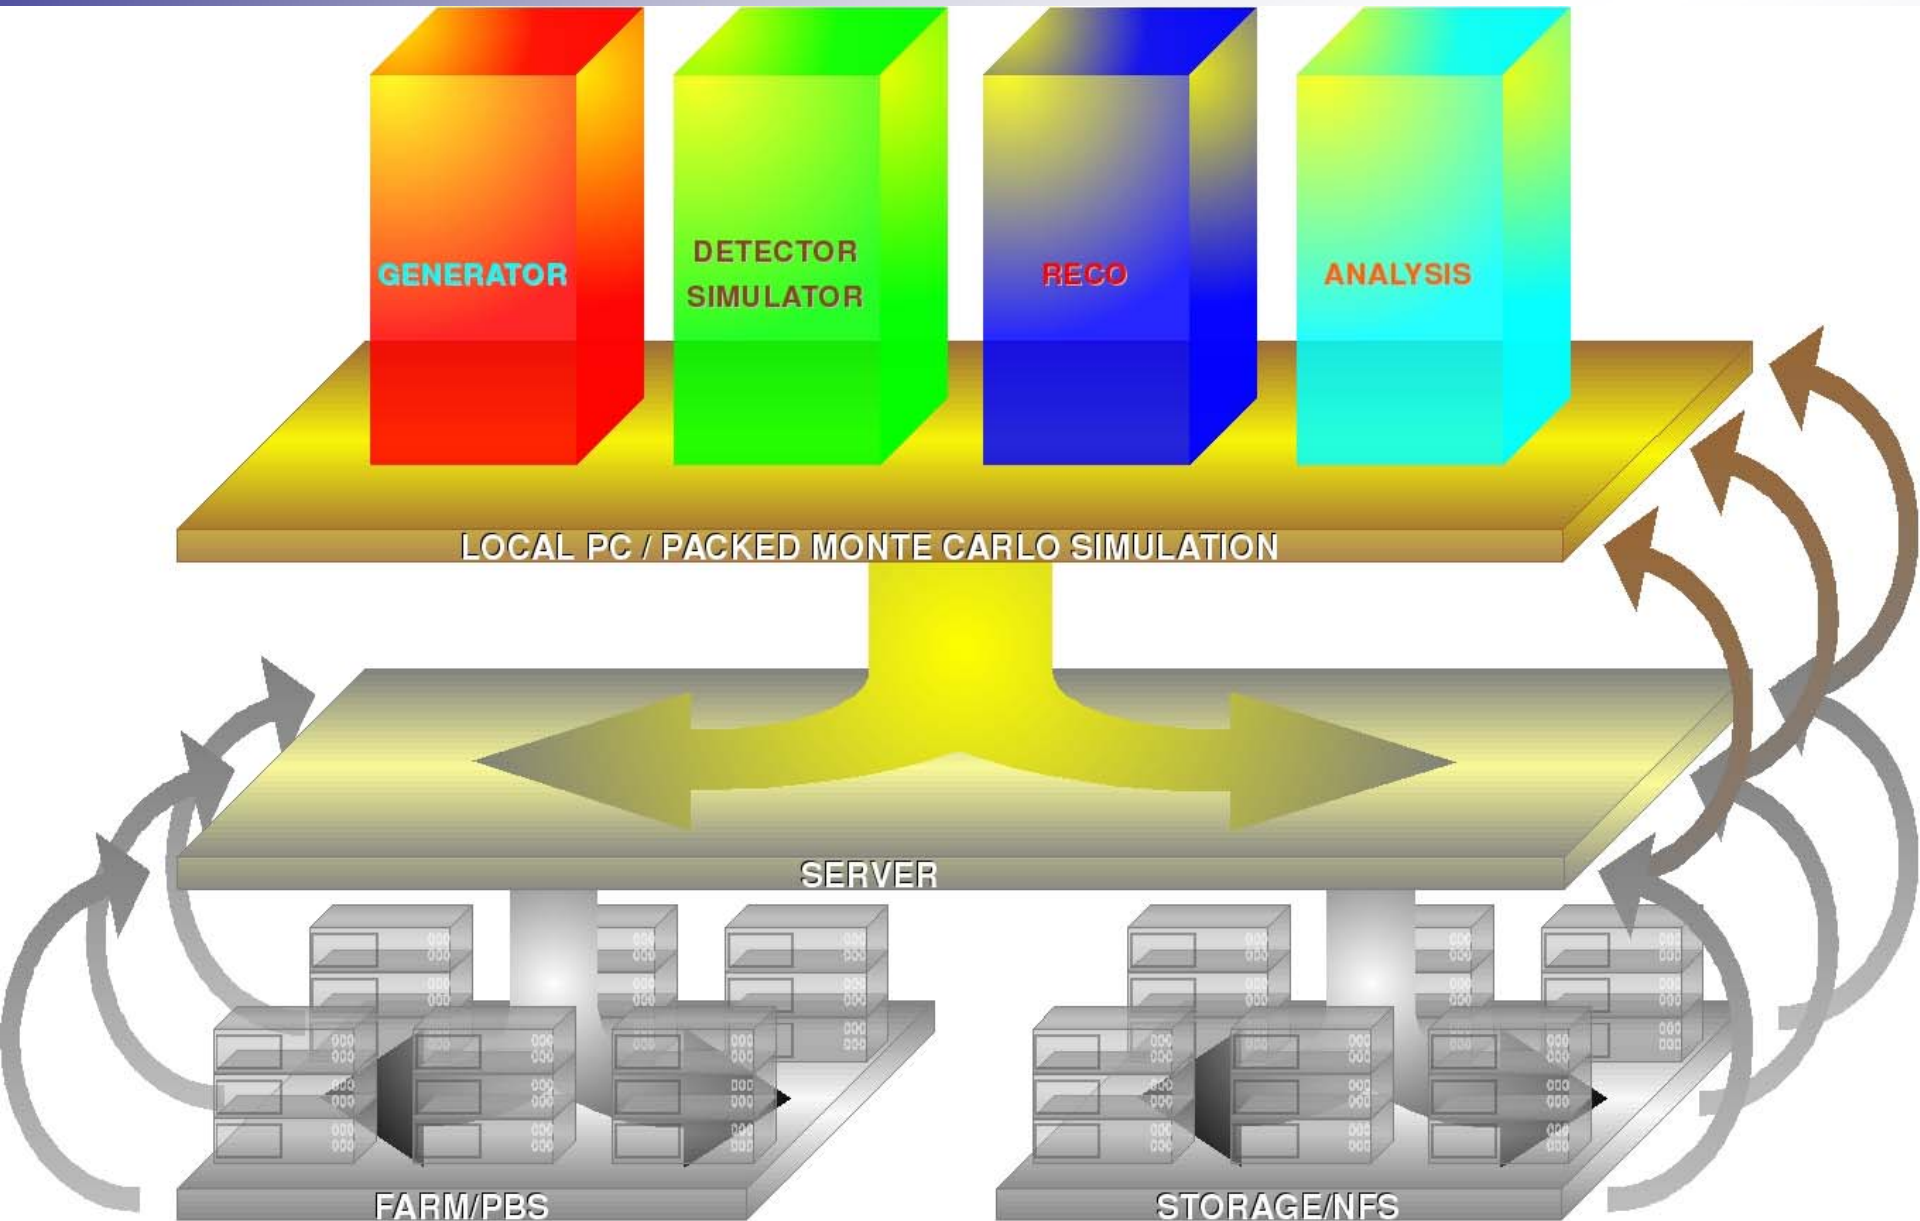 GENERATOR
DETECTOR
SIMULATOR
RECO
ANALYSIS
LOCAL PC / PACKED MONTE CARLO SIMULATION
SERVER
FARM/PBS
STORAGE/NFS